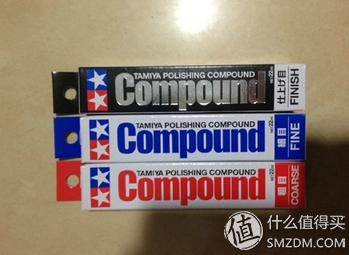 TAMIYA POLISHING COMPOUND
Compound
仕上げ目
FINISH
TAMIYA POLISHING COMPOUND
Compound
細目
FINE
TAMIYA POLISHING COMPOUND
Compound
粗目
COARSE
值 什么值得买
SMZDM.COM